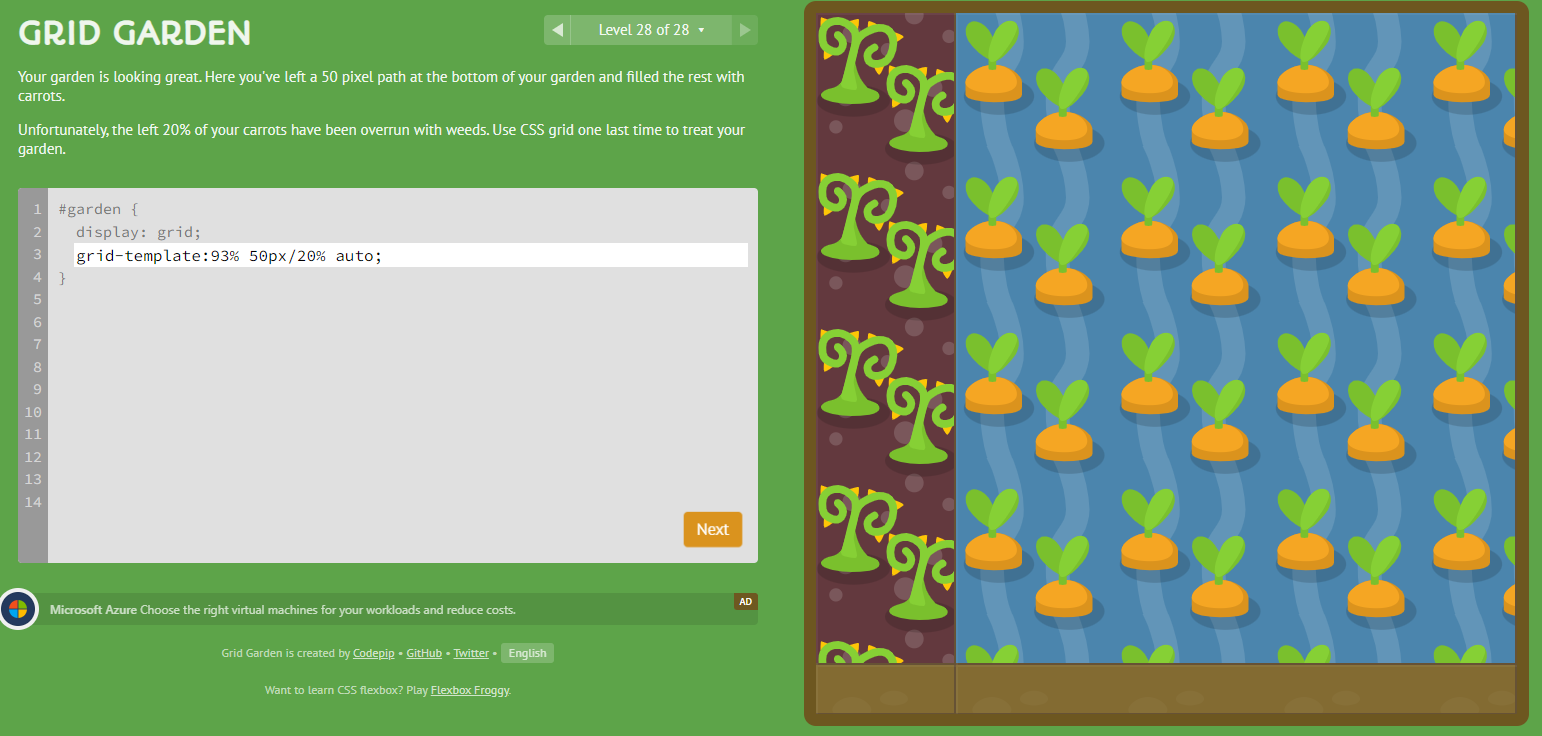 GRID GARDEN
Level 28 of 28
Your garden is looking great. Here you've left a 50 pixel path at the bottom of your garden and filled the rest with
carrots.
Unfortunately, the left 20% of your carrots have been overrun with weeds. Use CSS grid one last time to treat your
garden.
1 #garden {
2 display: grid;
3 grid-template:93% 50px/20% auto;
4 }
5
6
7
8
9
10
11
12
13
14
Next
Microsoft Azure Choose the right virtual machines for your workloads and reduce costs.
AD
Grid Garden is created by Codepip • GitHub • Twitter • English
Want to learn CSS flexbox? Play Flexbox Froggy.